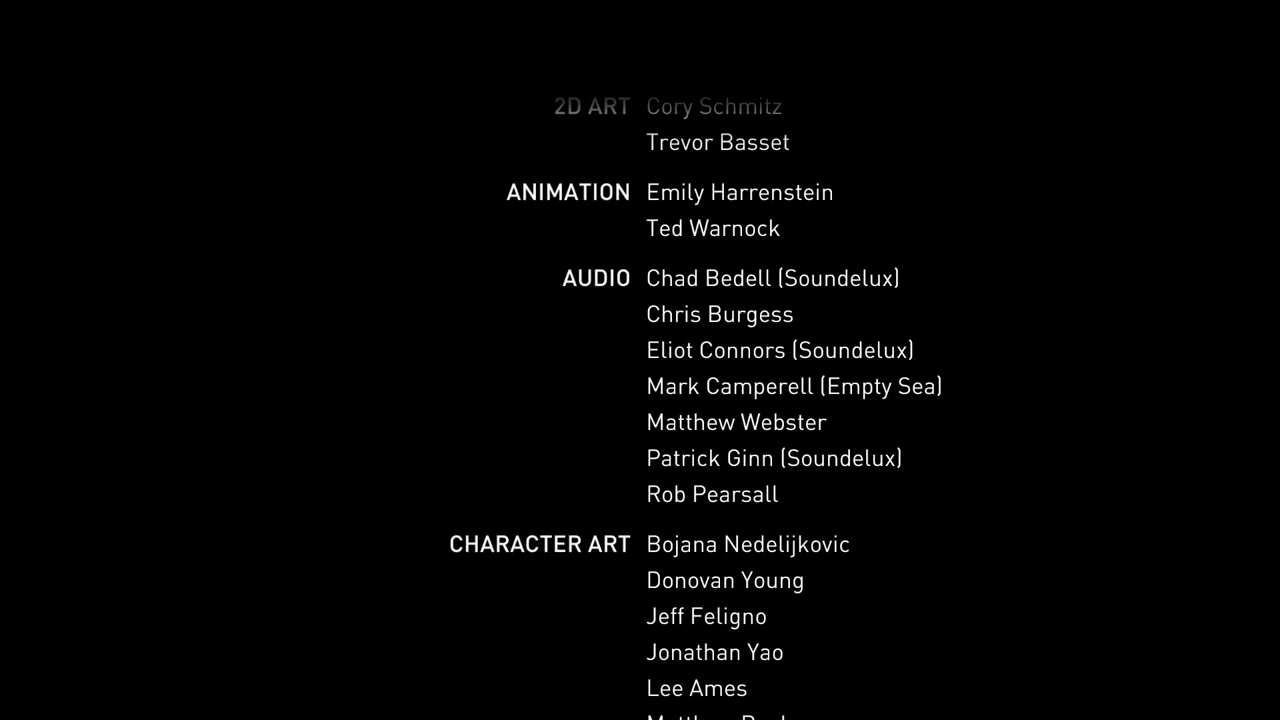 2D ART Cory Schmitz
Trevor Basset
ANIMATION Emily Harrenstein
Ted Warnock
AUDIO Chad Bedell (Soundelux)
Chris Burgess
Eliot Connors (Soundelux)
Mark Camperell (Empty Sea)
Matthew Webster
Patrick Ginn (Soundelux)
Rob Pearsall
CHARACTER ART Bojana Nedelijkovic
Donovan Young
Jeff Feligno
Jonathan Yao
Lee Ames